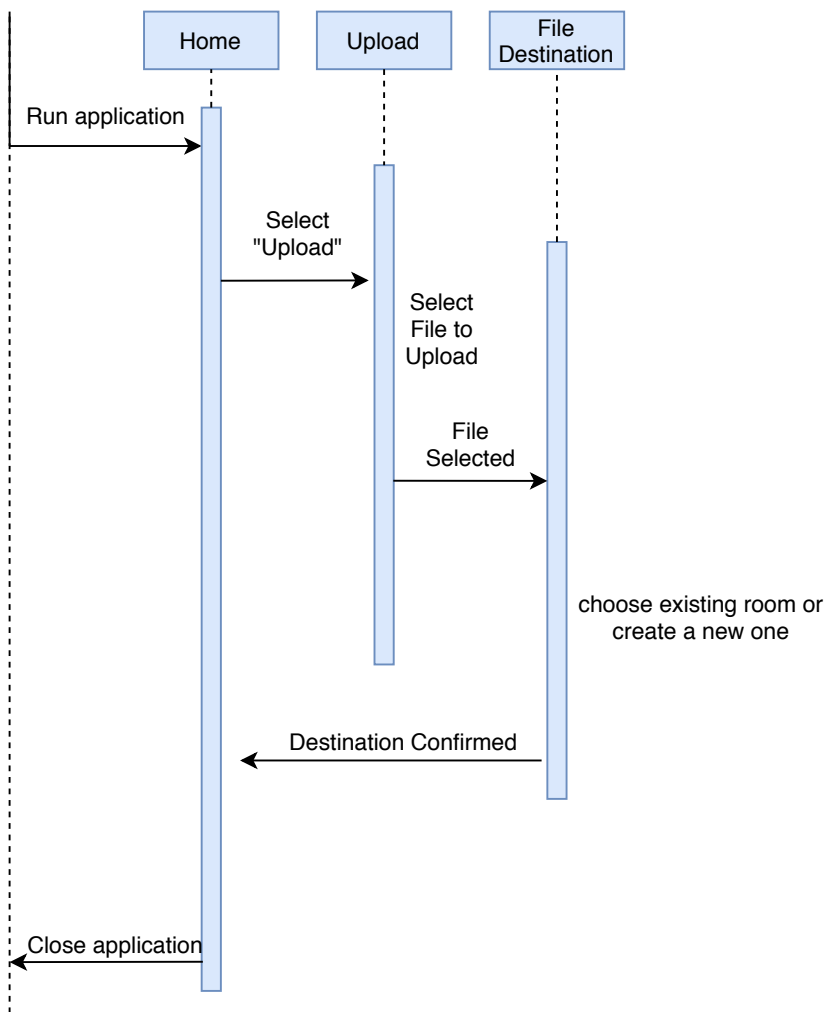 Home
Upload
File
Destination
Run application
Select
"Upload"
Select
File to
Upload
File
Selected
choose existing room or
create a new one
Destination Confirmed
Close application